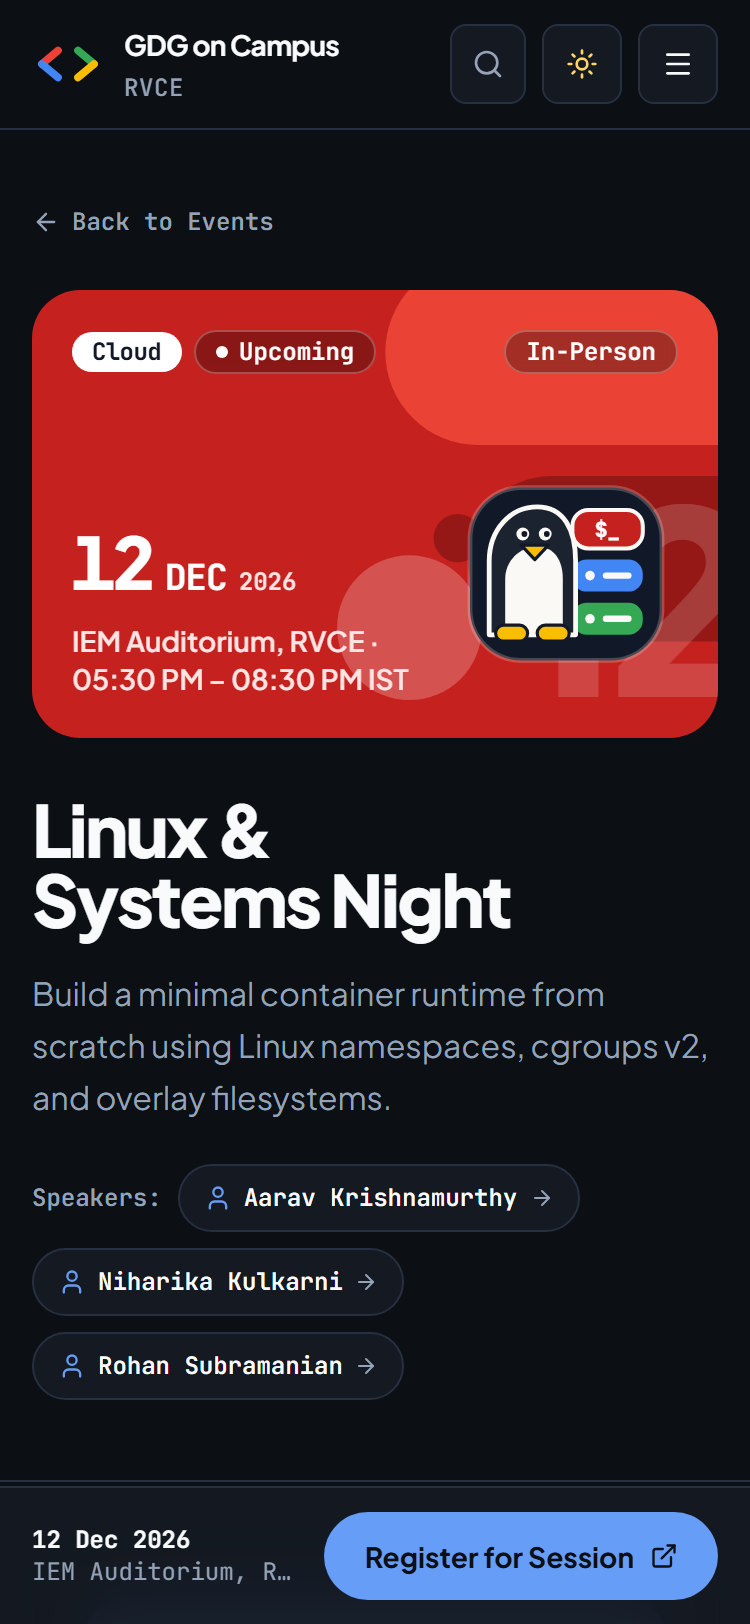 GDG on Campus
RVCE
Back to Events
Cloud
Upcoming
In-Person
12
12 DEC 2026
$_
IEM Auditorium, RVCE ·
05:30 PM – 08:30 PM IST
Linux &
Systems Night
Build a minimal container runtime from
scratch using Linux namespaces, cgroups v2,
and overlay filesystems.
Speakers: Aarav Krishnamurthy
Niharika Kulkarni
Rohan Subramanian
12 Dec 2026
IEM Auditorium, R…
Register for Session